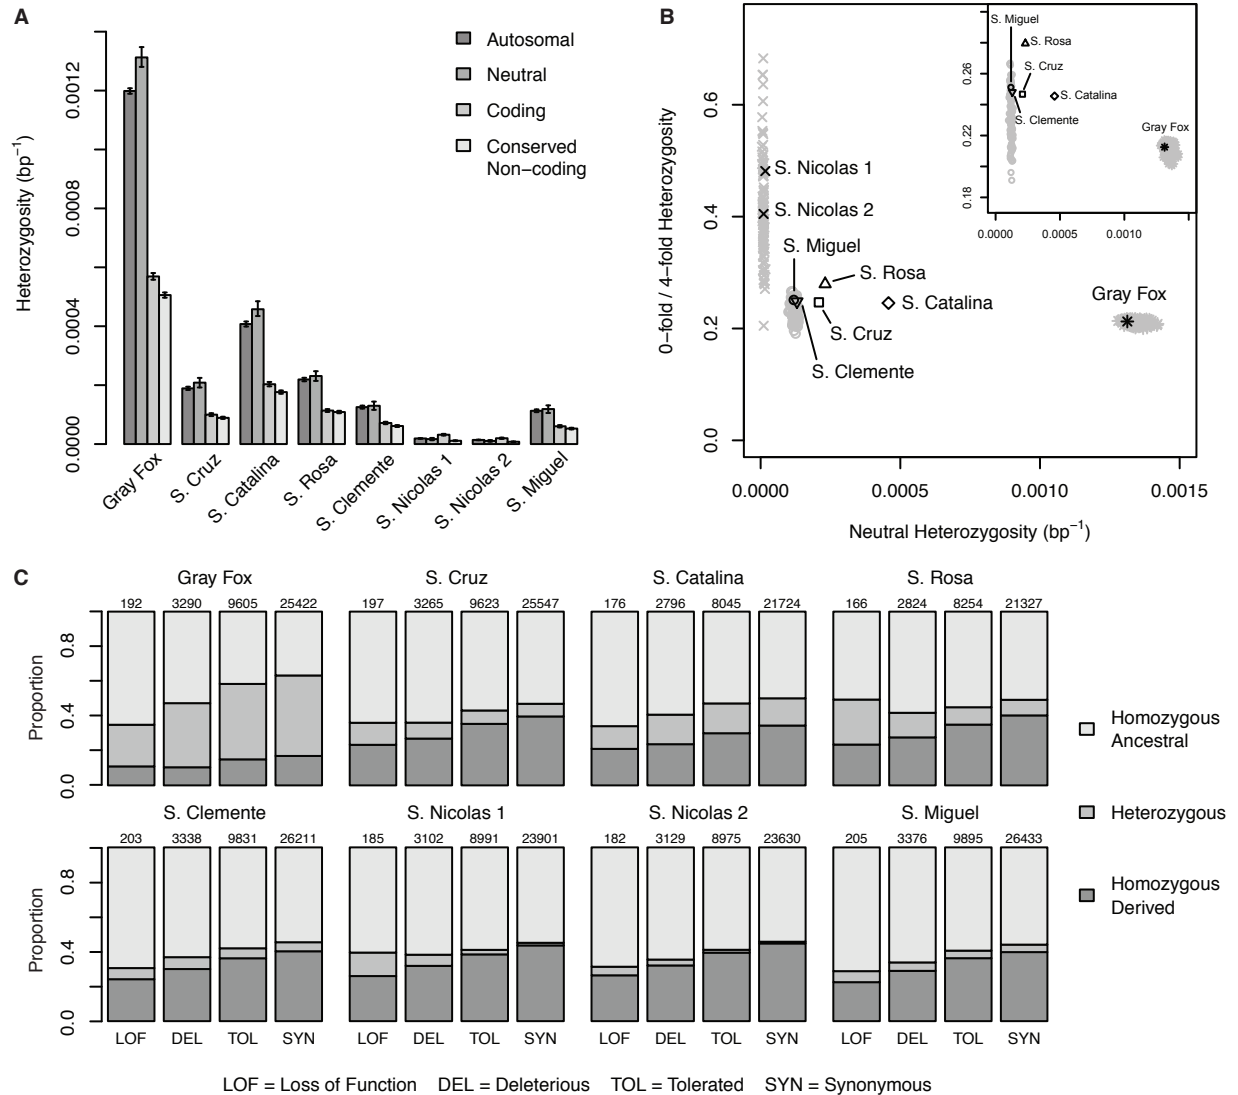 A
Heterozygosity (bp⁻¹)
0.0012
0.0008
0.0004
0.0000
Autosomal
Neutral
Coding
Conserved
Non−coding
Gray Fox
S. Cruz
S. Catalina
S. Rosa
S. Clemente
S. Nicolas 1
S. Nicolas 2
S. Miguel
B
0−fold / 4−fold Heterozygosity
0.6
0.4
0.2
0.0
S. Nicolas 1
S. Nicolas 2
S. Miguel
S. Rosa
S. Catalina
S. Cruz
S. Clemente
Gray Fox
0.0000 0.0005 0.0010 0.0015
Neutral Heterozygosity (bp⁻¹)
S. Miguel
S. Rosa
S. Cruz
S. Catalina
S. Clemente
Gray Fox
0.26
0.22
0.18
0.0000 0.0005 0.0010
C
Gray Fox S. Cruz S. Catalina S. Rosa
192 3290 9605 25422 197 3265 9623 25547 176 2796 8045 21724 166 2824 8254 21327
Proportion
0.8
0.4
0.0
S. Clemente S. Nicolas 1 S. Nicolas 2 S. Miguel
203 3338 9831 26211 185 3102 8991 23901 182 3129 8975 23630 205 3376 9895 26433
Proportion
0.8
0.4
0.0
LOF DEL TOL SYN LOF DEL TOL SYN LOF DEL TOL SYN LOF DEL TOL SYN
Homozygous
Ancestral
Heterozygous
Homozygous
Derived
LOF = Loss of Function DEL = Deleterious TOL = Tolerated SYN = Synonymous